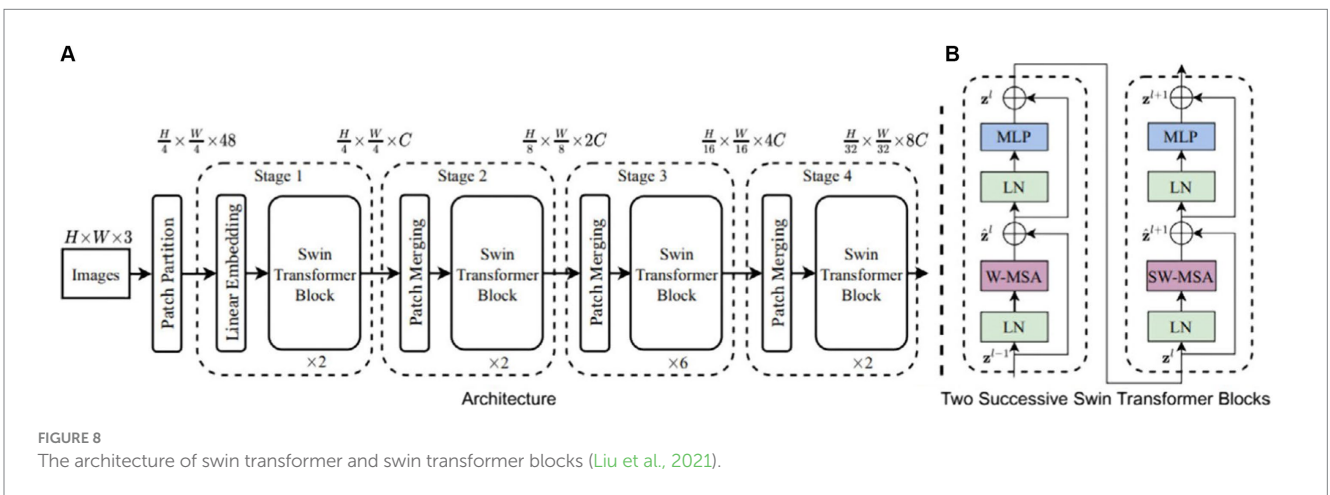 A
B
H/4 × W/4 × 48
H/4 × W/4 × C
H/8 × W/8 × 2C
H/16 × W/16 × 4C
H/32 × W/32 × 8C
Stage 1
Stage 2
Stage 3
Stage 4
H×W×3
Images
Patch Partition
Linear Embedding
Swin
Transformer
Block
×2
Patch Merging
Swin
Transformer
Block
×2
Patch Merging
Swin
Transformer
Block
×6
Patch Merging
Swin
Transformer
Block
×2
Architecture
z^l
MLP
LN
ẑ^l
W-MSA
LN
z^{l-1}
z^{l+1}
MLP
LN
ẑ^{l+1}
SW-MSA
LN
z^l
Two Successive Swin Transformer Blocks
FIGURE 8
The architecture of swin transformer and swin transformer blocks (Liu et al., 2021).